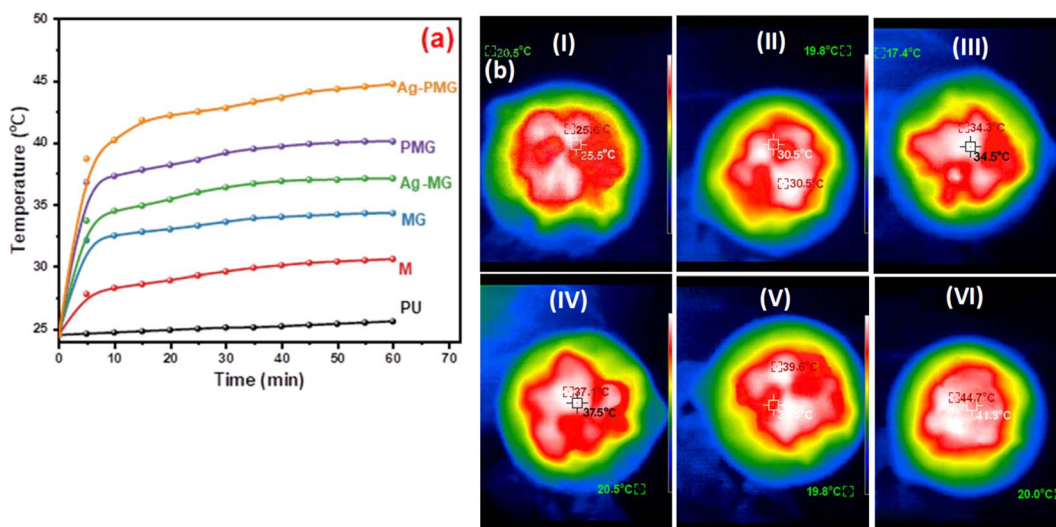 (a)
50
45
40
35
30
25
0
10
20
30
40
50
60
70
Temperature (°C)
Time (min)
Ag-PMG
PMG
Ag-MG
MG
M
PU
(b)
(I)
20.5°C
25.6°C
25.5°C
(II)
19.8°C
30.5°C
30.5°C
(III)
17.4°C
34.3°C
34.5°C
(IV)
37.1°C
37.5°C
20.5°C
(V)
39.6°C
19.8°C
(VI)
44.7°C
41.3°C
20.0°C